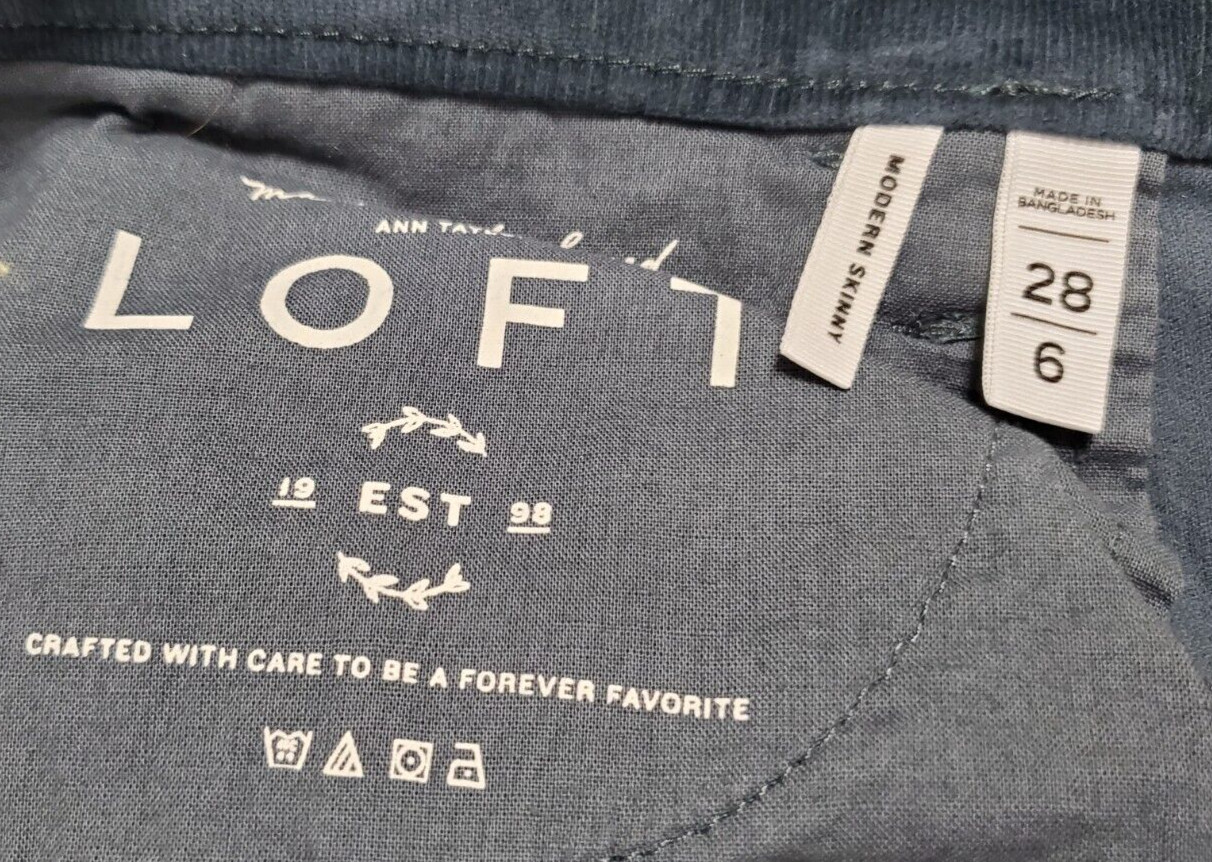 ANN
LOFT
19 EST 98
CRAFTED WITH CARE TO BE A FOREVER FAVORITE
MODERN SKINNY
MADE IN
BANGLADESH
28
6